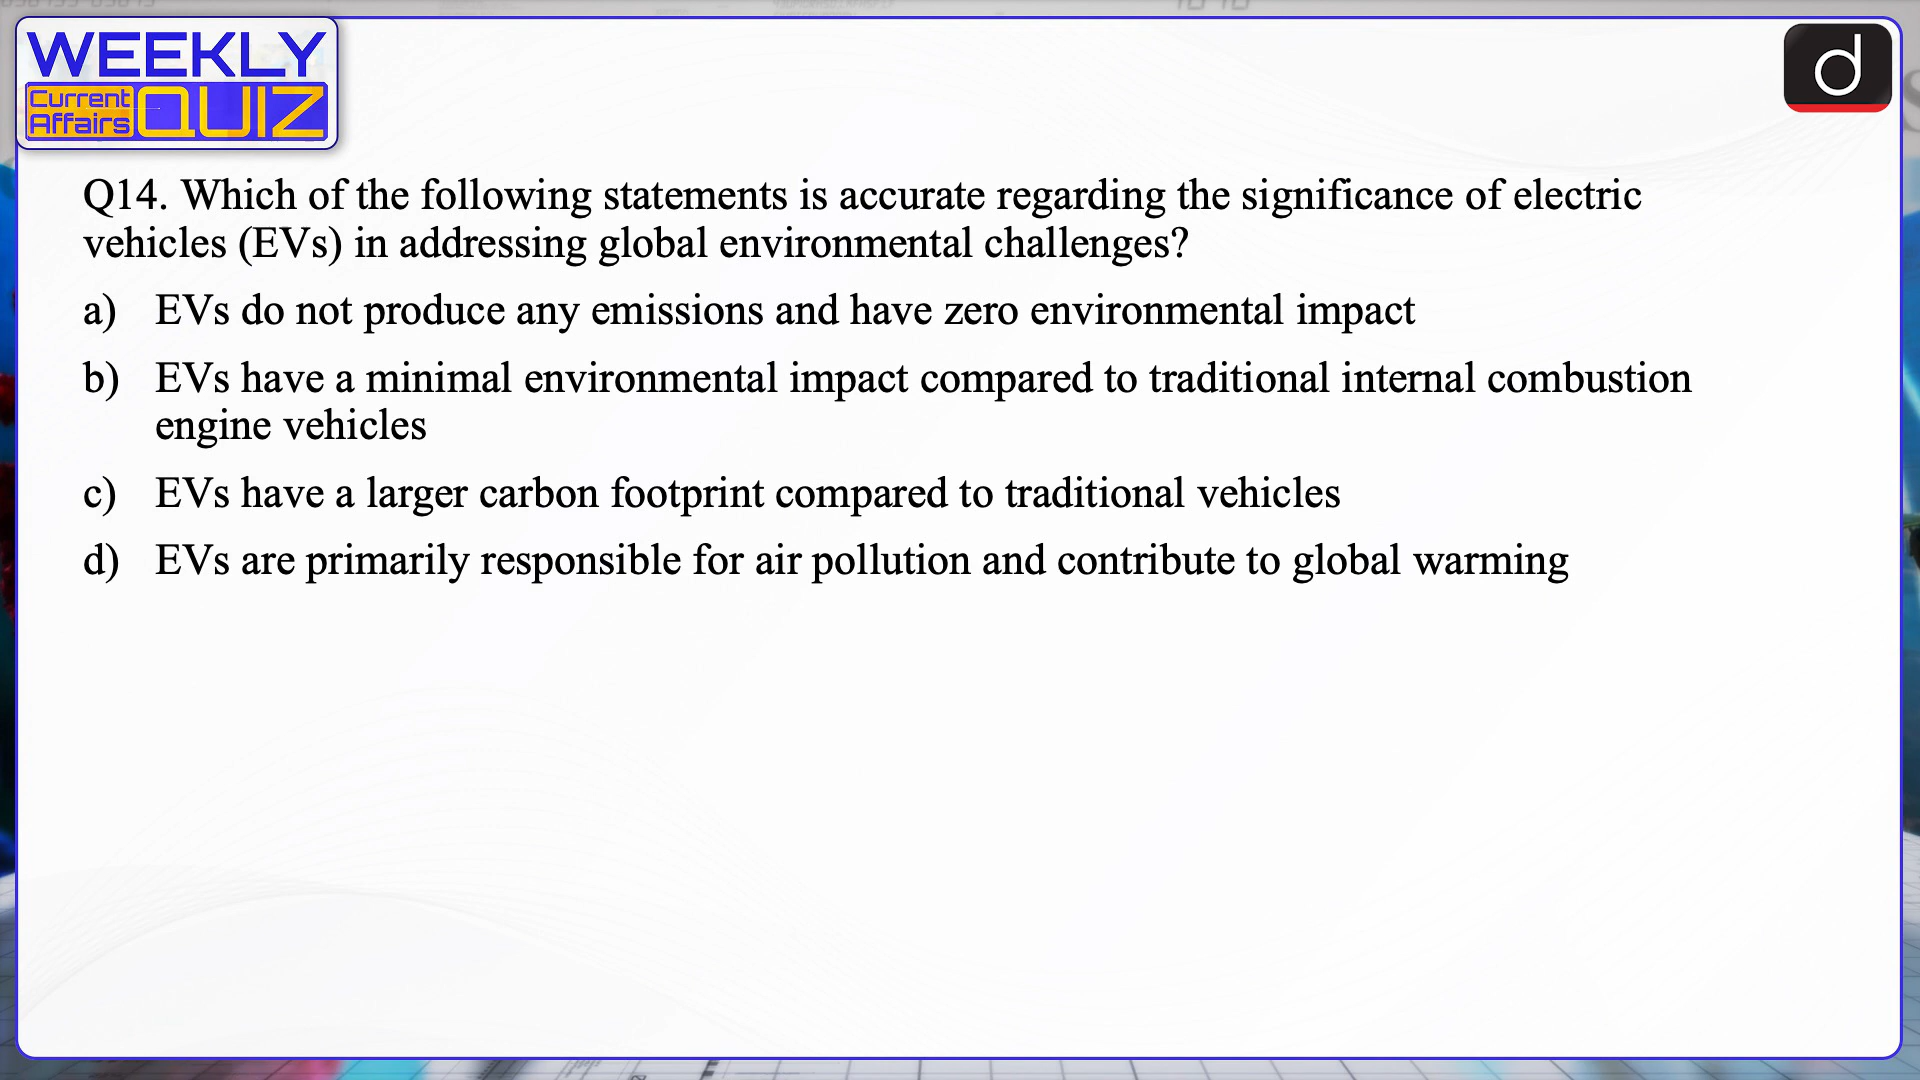 WEEKLY
Current
Affairs
QUIZ
d
Q14. Which of the following statements is accurate regarding the significance of electric
vehicles (EVs) in addressing global environmental challenges?
a) EVs do not produce any emissions and have zero environmental impact
b) EVs have a minimal environmental impact compared to traditional internal combustion
engine vehicles
c) EVs have a larger carbon footprint compared to traditional vehicles
d) EVs are primarily responsible for air pollution and contribute to global warming